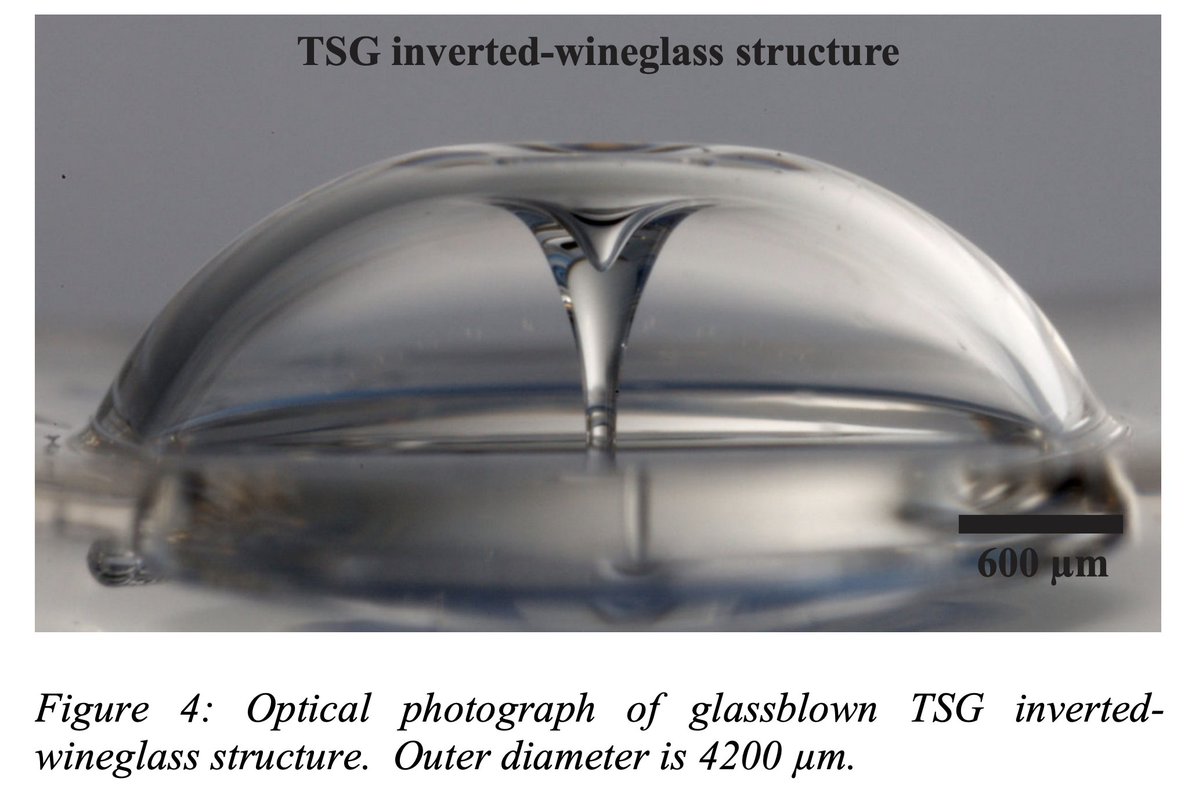 TSG inverted-wineglass structure
600 µm
Figure 4: Optical photograph of glassblown TSG inverted-
wineglass structure. Outer diameter is 4200 µm.